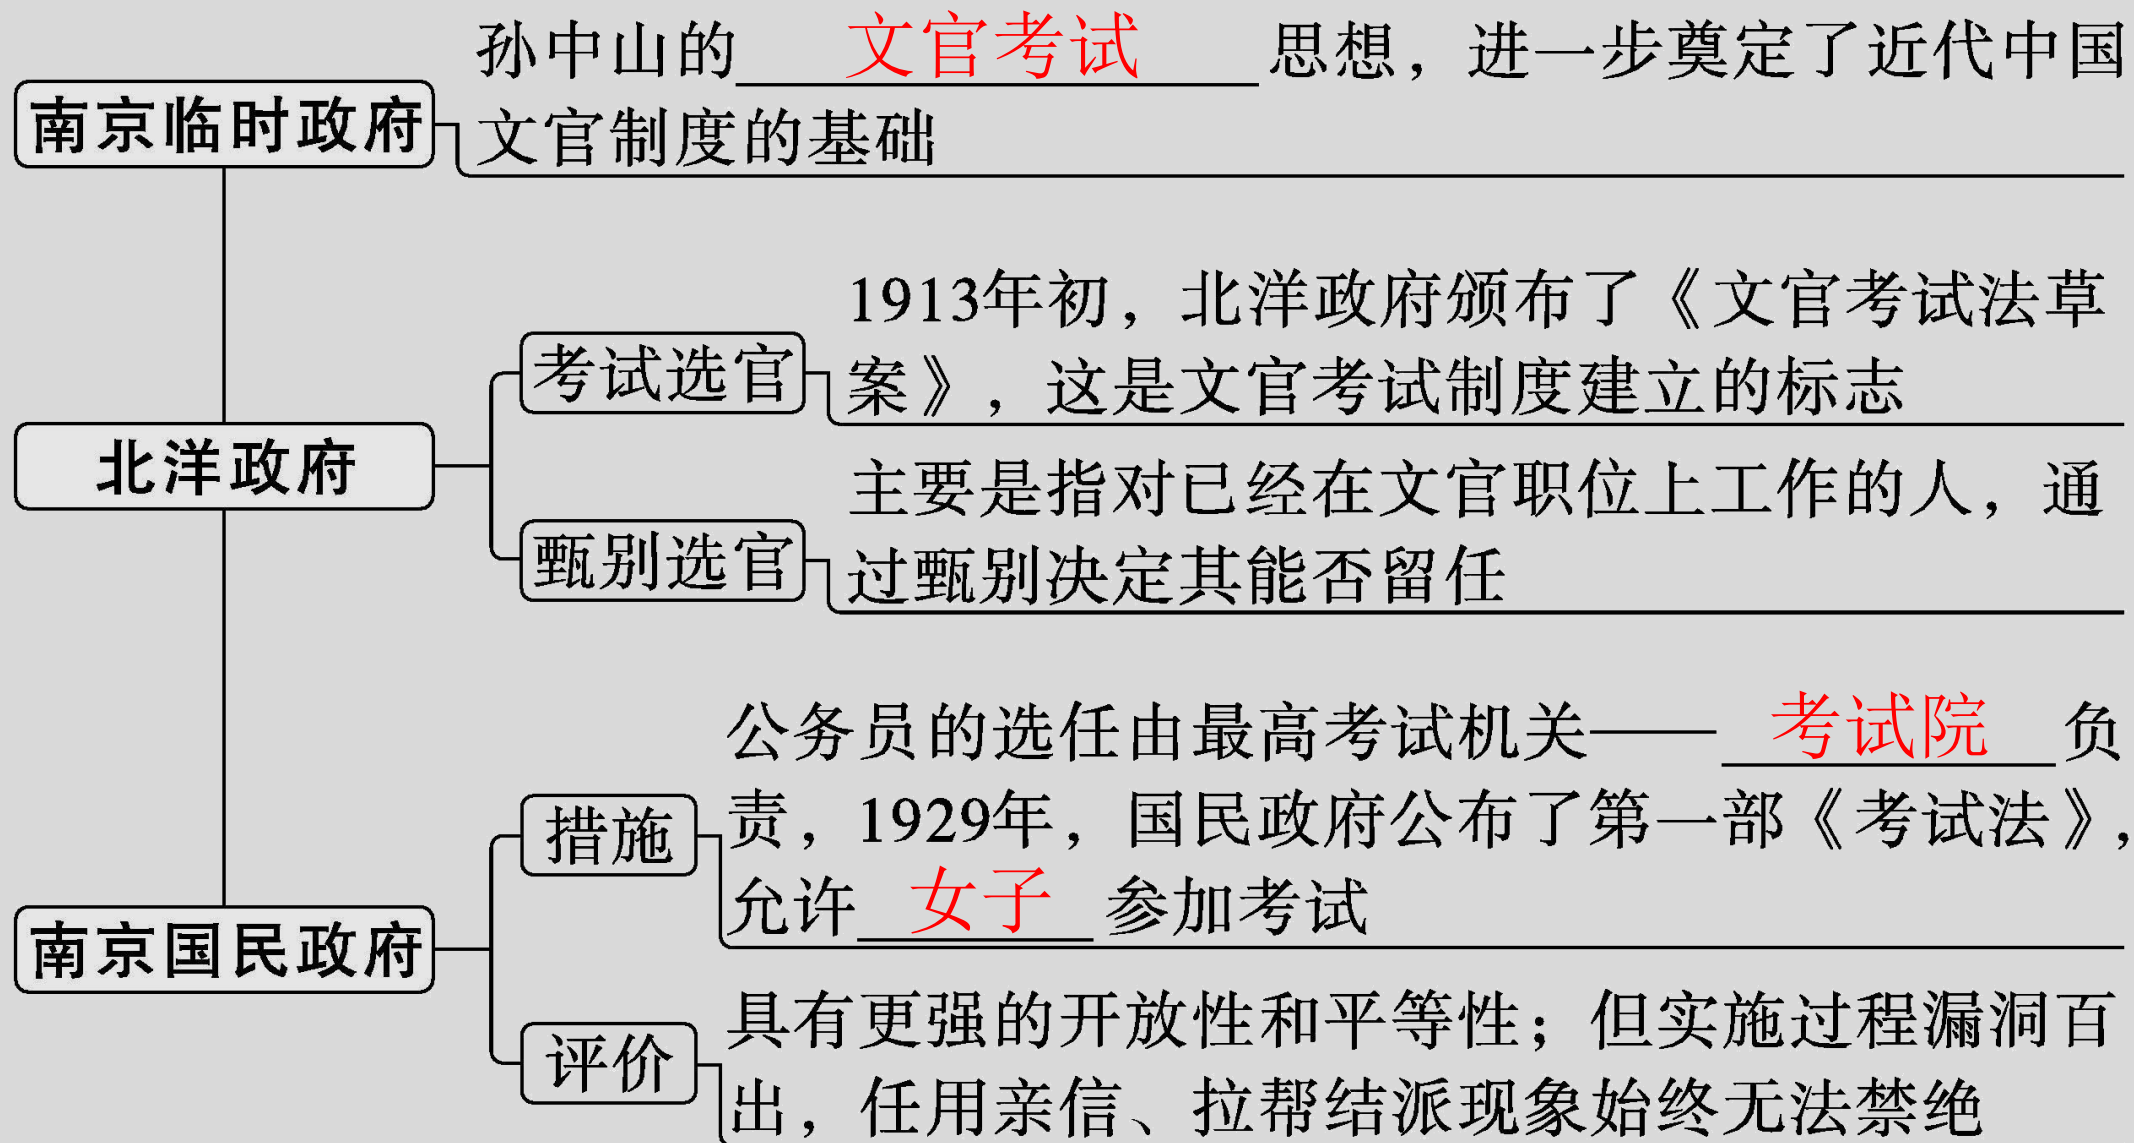 孙中山的 文官考试 思想，进一步奠定了近代中国
南京临时政府
文官制度的基础
1913年初，北洋政府颁布了《文官考试法草
考试选官
案》，这是文官考试制度建立的标志
北洋政府
主要是指对已经在文官职位上工作的人，通
甄别选官
过甄别决定其能否留任
公务员的选任由最高考试机关—— 考试院 负
措施
责，1929年，国民政府公布了第一部《考试法》，
允许 女子 参加考试
南京国民政府
具有更强的开放性和平等性；但实施过程漏洞百
评价
出，任用亲信、拉帮结派现象始终无法禁绝